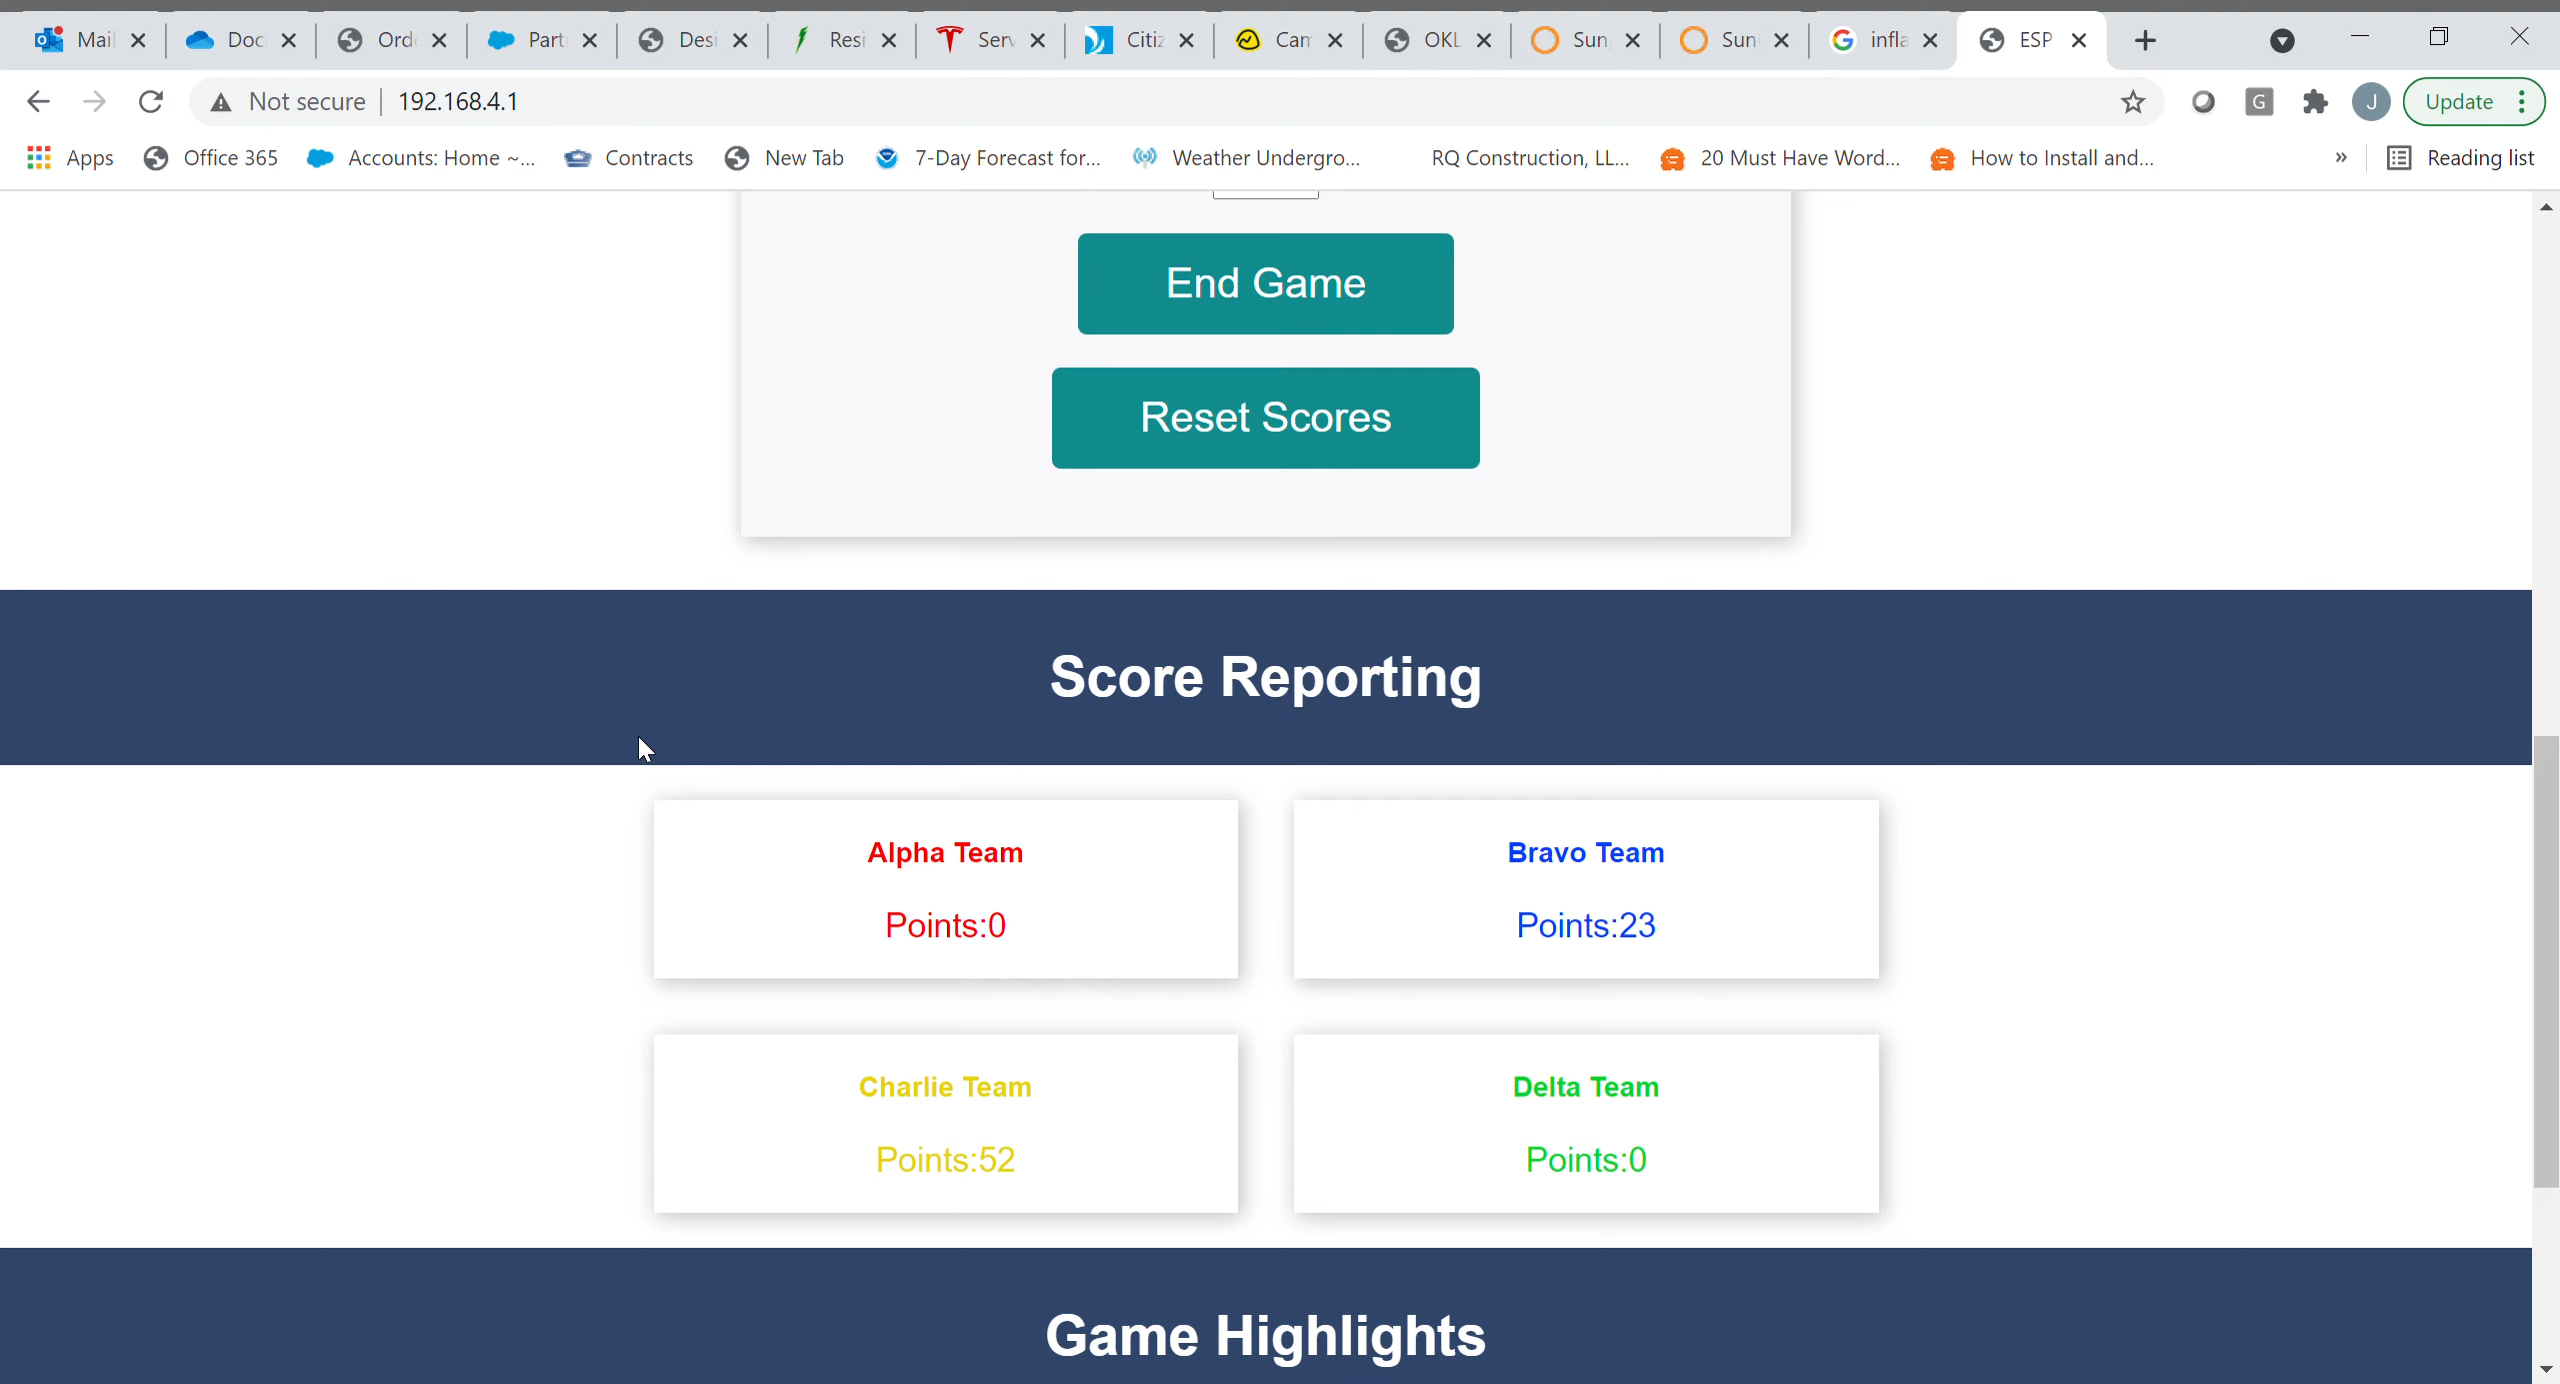 Mail Doc Ord Part Desi Resi Serv Citiz Cam OKL Sun Sun infla ESP
Not secure 192.168.4.1 G J Update
Apps Office 365 Accounts: Home ~... Contracts New Tab 7-Day Forecast for... Weather Undergro... RQ Construction, LL... 20 Must Have Word... How to Install and... » Reading list
End Game
Reset Scores
Score Reporting
Alpha Team
Points:0
Bravo Team
Points:23
Charlie Team
Points:52
Delta Team
Points:0
Game Highlights